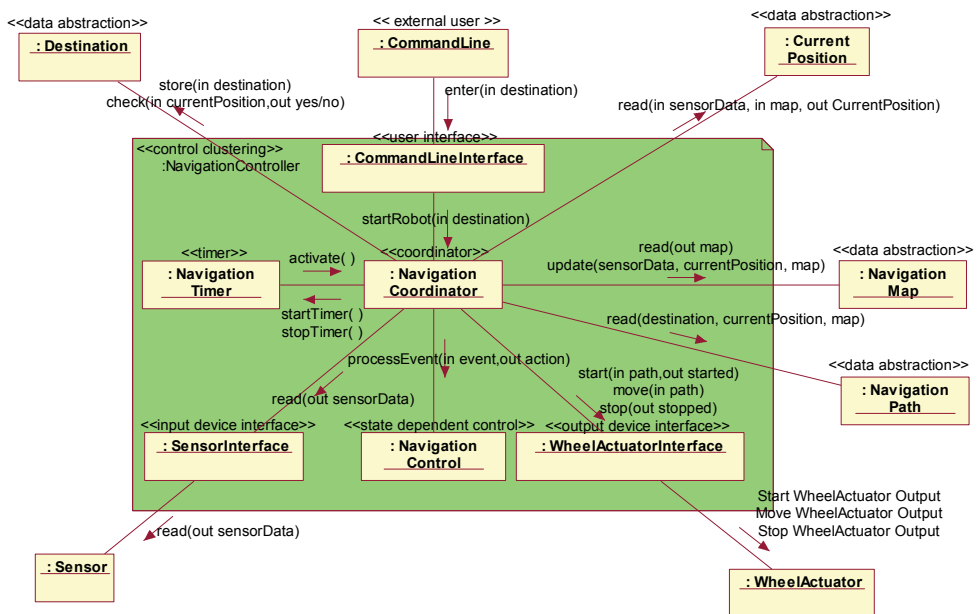 <<data abstraction>>
: Destination
<< external user >>
: CommandLine
<<data abstraction>>
: Current
Position
store(in destination)
check(in currentPosition,out yes/no)
enter(in destination)
read(in sensorData, in map, out CurrentPosition)
<<control clustering>>
:NavigationController
<<user interface>>
: CommandLineInterface
startRobot(in destination)
<<timer>>
: Navigation
Timer
activate( )
startTimer( )
stopTimer( )
<<coordinator>>
: Navigation
Coordinator
read(out map)
update(sensorData, currentPosition, map)
<<data abstraction>>
: Navigation
Map
read(destination, currentPosition, map)
<<data abstraction>>
: Navigation
Path
processEvent(in event,out action)
read(out sensorData)
start(in path,out started)
move(in path)
stop(out stopped)
<<input device interface>>
: SensorInterface
<<state dependent control>>
: Navigation
Control
<<output device interface>>
: WheelActuatorInterface
read(out sensorData)
: Sensor
Start WheelActuator Output
Move WheelActuator Output
Stop WheelActuator Output
: WheelActuator